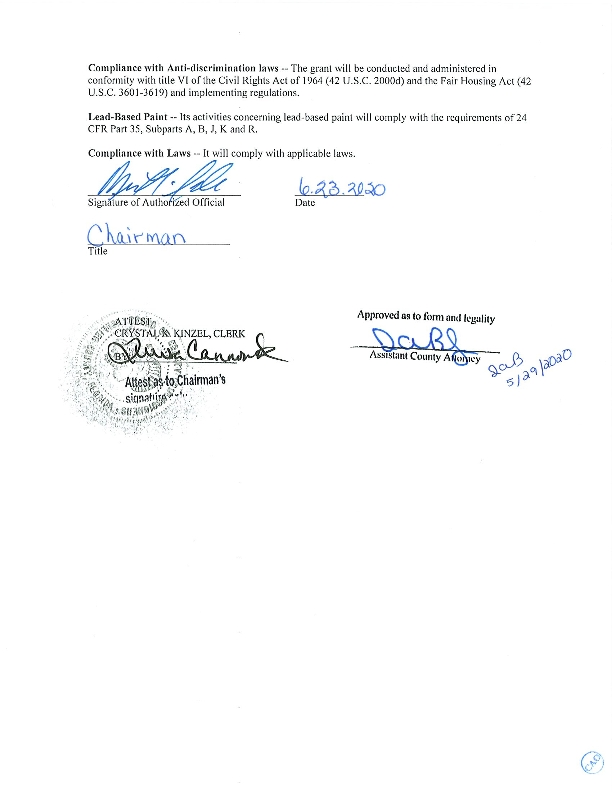 Compliance with Anti-discrimination laws -- The grant will be conducted and administered in
conformity with title VI of the Civil Rights Act of 1964 (42 U.S.C. 2000d) and the Fair Housing Act (42
U.S.C. 3601-3619) and implementing regulations.
Lead-Based Paint -- Its activities concerning lead-based paint will comply with the requirements of 24
CFR Part 35, Subparts A, B, J, K and R.
Compliance with Laws -- It will comply with applicable laws.
6.23.2020
Signature of Authorized Official Date
Chairman
Title
ATTEST
CRYSTAL K. KINZEL, CLERK
BY
Attest as to Chairman's
signature
Approved as to form and legality
Assistant County Attorney
5/29/2020
CAO